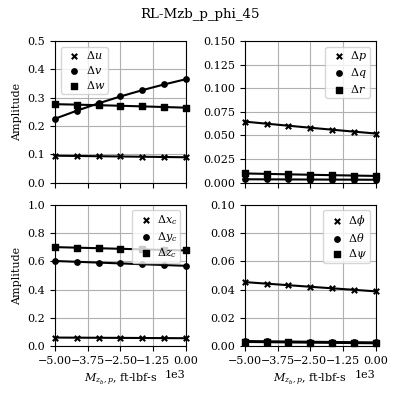 RL-Mzb_p_phi_45
Amplitude
0.5
0.4
0.3
0.2
0.1
0.0
Δu
Δv
Δw
0.150
0.125
0.100
0.075
0.050
0.025
0.000
Δp
Δq
Δr
Amplitude
1.0
0.8
0.6
0.4
0.2
0.0
Δx_c
Δy_c
Δz_c
−5.00 −3.75 −2.50 −1.25 0.00
1e3
M_{z_b,p}, ft-lbf-s
0.10
0.08
0.06
0.04
0.02
0.00
Δϕ
Δθ
Δψ
−5.00 −3.75 −2.50 −1.25 0.00
1e3
M_{z_b,p}, ft-lbf-s